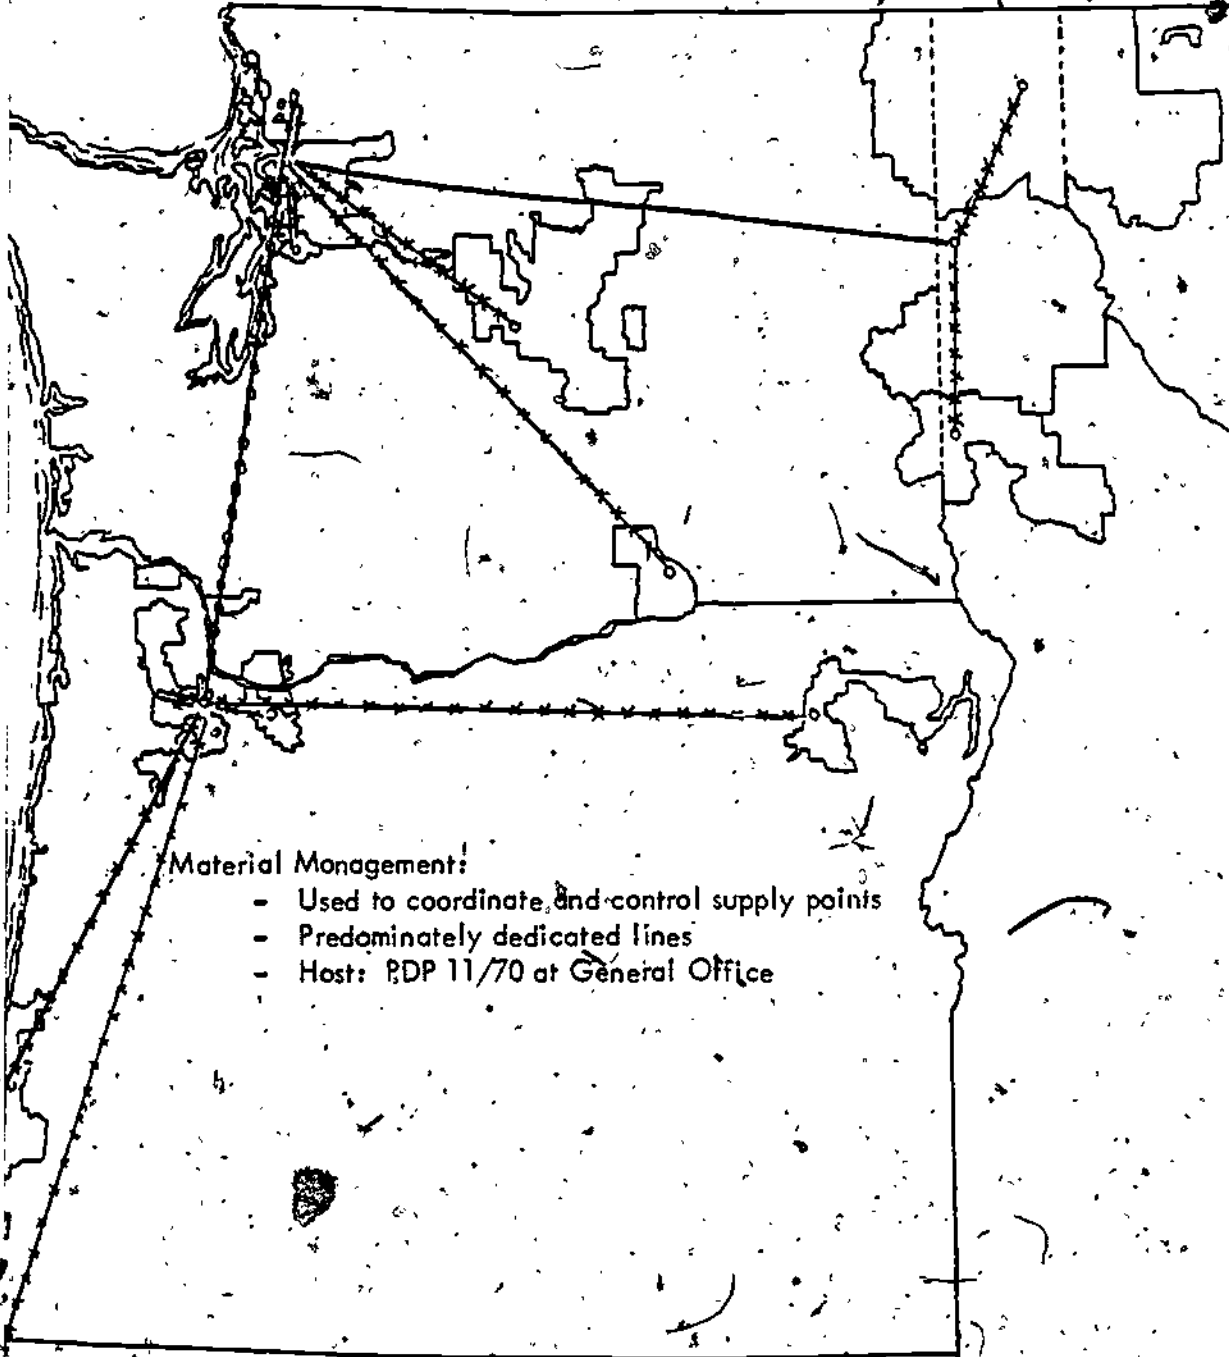 Material Monagement:
- Used to coordinate and control supply points
- Predominately dedicated lines
- Host: PDP 11/70 at General Office